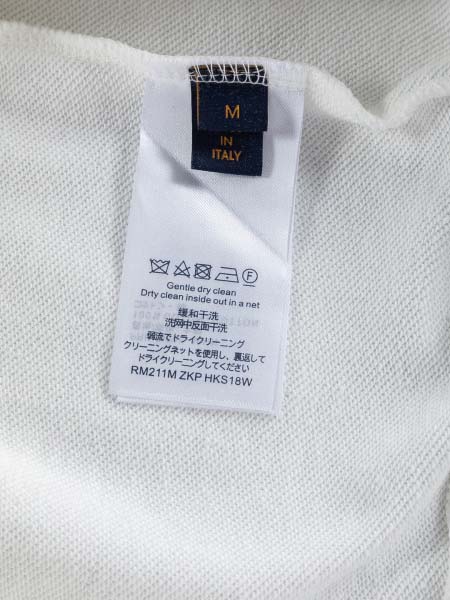 M
IN
ITALY
F
Gentle dry clean
Drty clean inside out in a net
缓和干洗
洗网中反面干洗
弱流でドライクリーニング
クリーニングネットを使用し、裏返して
ドライクリーニングしてください
RM211M ZKP HKS18W